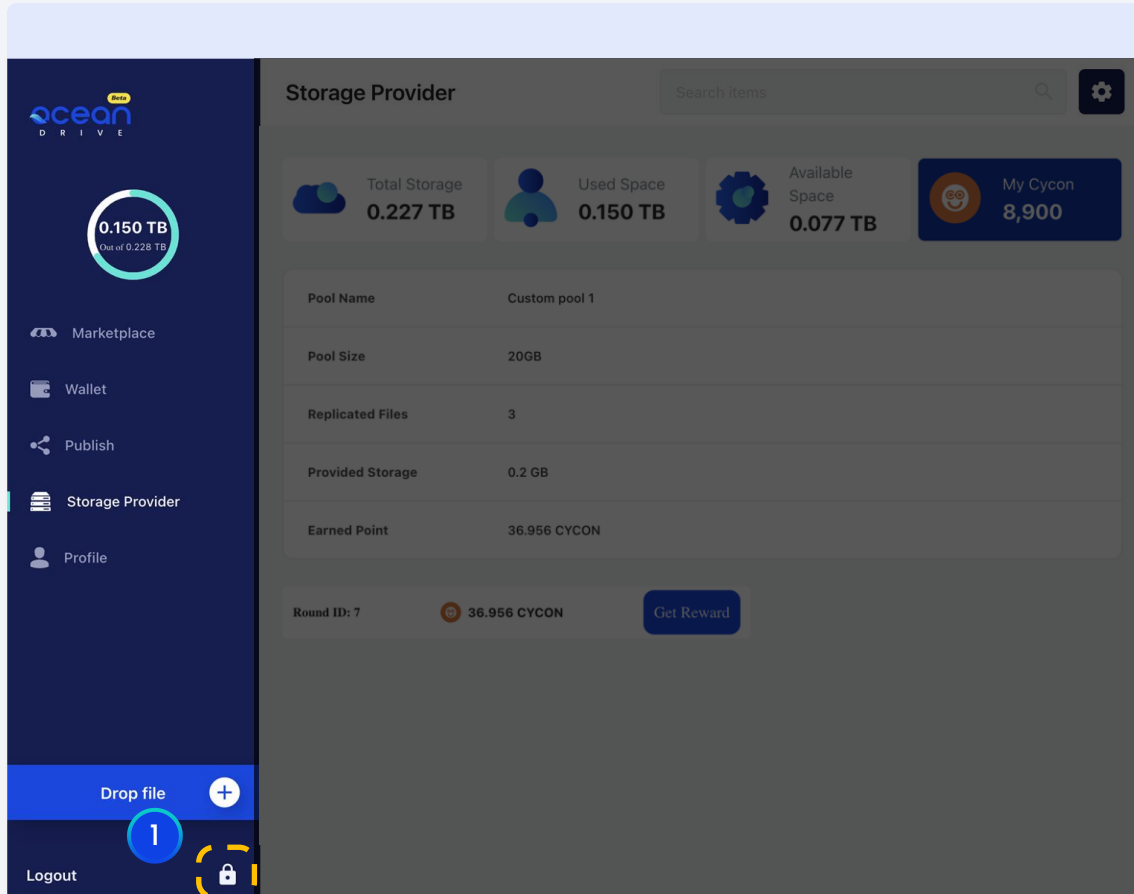 Beta
ocean
DRIVE
0.150 TB
Out of 0.228 TB
Marketplace
Wallet
Publish
Storage Provider
Profile
Drop file
1
Logout
Storage Provider
Search items
Total Storage
0.227 TB
Used Space
0.150 TB
Available
Space
0.077 TB
My Cycon
8,900
Pool Name Custom pool 1
Pool Size 20GB
Replicated Files 3
Provided Storage 0.2 GB
Earned Point 36.956 CYCON
Round ID: 7 36.956 CYCON Get Reward